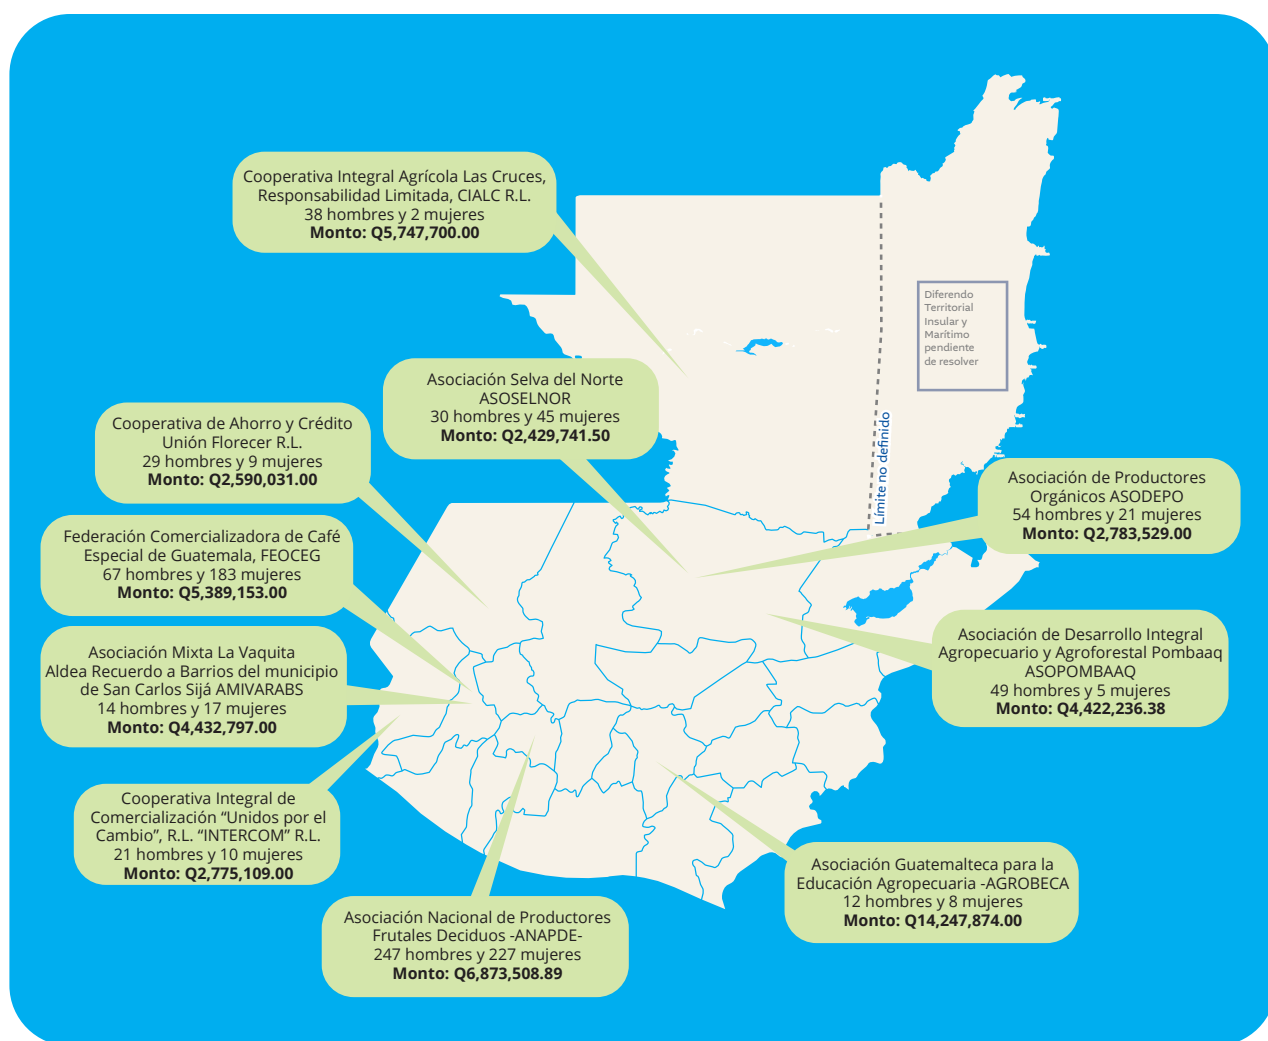 Cooperativa Integral Agrícola Las Cruces,
Responsabilidad Limitada, CIALC R.L.
38 hombres y 2 mujeres
Monto: Q5,747,700.00
Diferendo
Territorial
Insular y
Marítimo
pendiente
de resolver
Límite no definido
Asociación Selva del Norte
ASOSELNOR
30 hombres y 45 mujeres
Monto: Q2,429,741.50
Cooperativa de Ahorro y Crédito
Unión Florecer R.L.
29 hombres y 9 mujeres
Monto: Q2,590,031.00
Asociación de Productores
Orgánicos ASODEPO
54 hombres y 21 mujeres
Monto: Q2,783,529.00
Federación Comercializadora de Café
Especial de Guatemala, FEOCEG
67 hombres y 183 mujeres
Monto: Q5,389,153.00
Asociación Mixta La Vaquita
Aldea Recuerdo a Barrios del municipio
de San Carlos Sijá AMIVARABS
14 hombres y 17 mujeres
Monto: Q4,432,797.00
Asociación de Desarrollo Integral
Agropecuario y Agroforestal Pombaaq
ASOPOMBAAQ
49 hombres y 5 mujeres
Monto: Q4,422,236.38
Cooperativa Integral de
Comercialización “Unidos por el
Cambio”, R.L. “INTERCOM” R.L.
21 hombres y 10 mujeres
Monto: Q2,775,109.00
Asociación Guatemalteca para la
Educación Agropecuaria -AGROBECA
12 hombres y 8 mujeres
Monto: Q14,247,874.00
Asociación Nacional de Productores
Frutales Deciduos -ANAPDE-
247 hombres y 227 mujeres
Monto: Q6,873,508.89